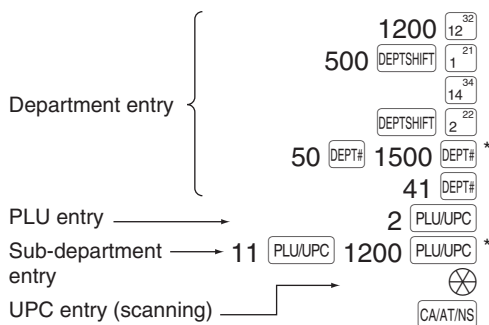 1200 12 32
500 DEPTSHIFT 1 21
14 34
Department entry
DEPTSHIFT 2 22
50 DEPT# 1500 DEPT# *
41 DEPT#
PLU entry 2 PLU/UPC
Sub-department 11 PLU/UPC 1200 PLU/UPC *
entry
UPC entry (scanning)
CA/AT/NS